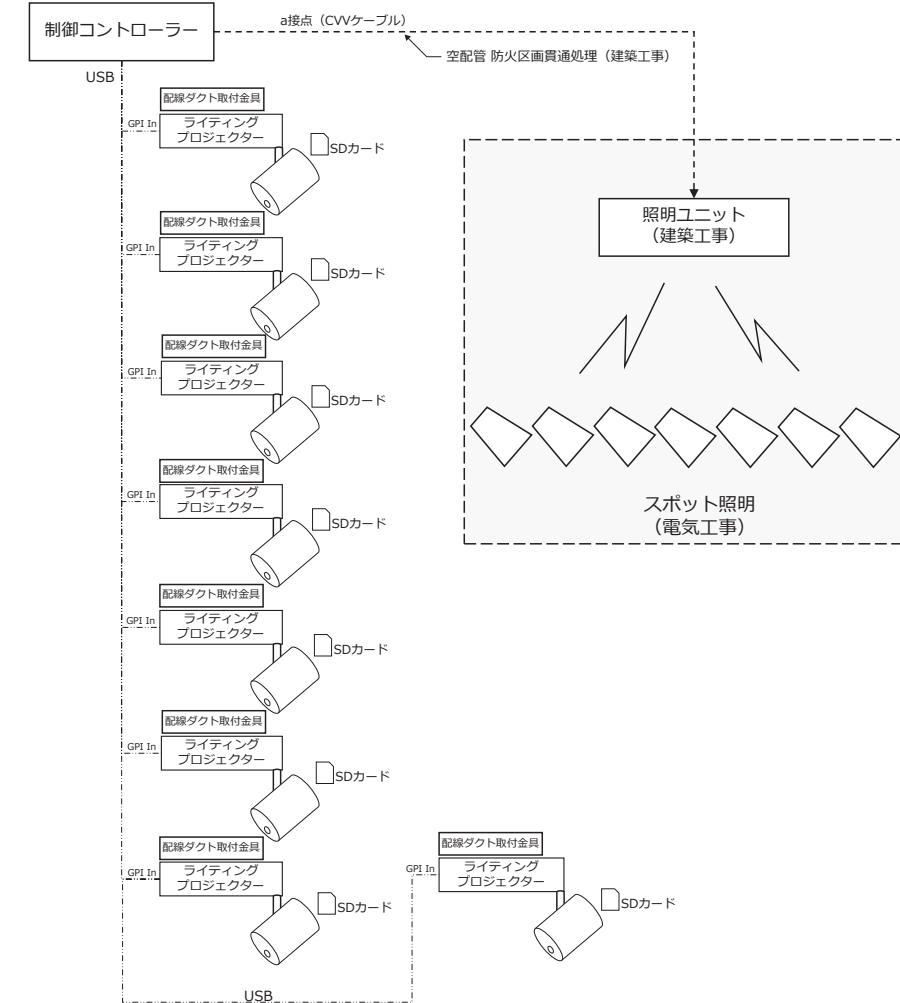 制御コントローラー
a接点（CVVケーブル）
空配管 防火区画貫通処理（建築工事）
USB
配線ダクト取付金具
GPI In
ライティング
プロジェクター
SDカード
照明ユニット
（建築工事）
配線ダクト取付金具
GPI In
ライティング
プロジェクター
SDカード
配線ダクト取付金具
GPI In
ライティング
プロジェクター
SDカード
配線ダクト取付金具
GPI In
ライティング
プロジェクター
SDカード
スポット照明
（電気工事）
配線ダクト取付金具
GPI In
ライティング
プロジェクター
SDカード
配線ダクト取付金具
GPI In
ライティング
プロジェクター
SDカード
配線ダクト取付金具
GPI In
ライティング
プロジェクター
SDカード
配線ダクト取付金具
GPI In
ライティング
プロジェクター
SDカード
USB